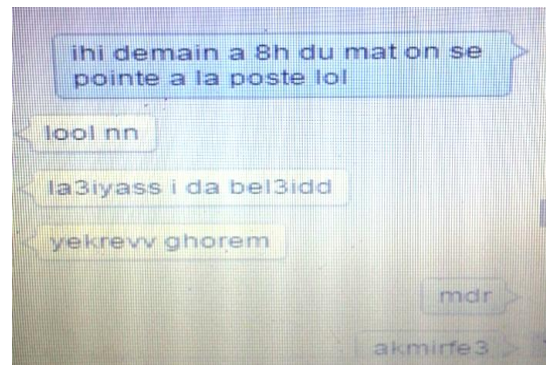 ihi demain a 8h du mat on se
pointe a la poste lol
lool nn
la3iyass i da bel3idd
yekrevv ghorem
mdr
akmirfe3